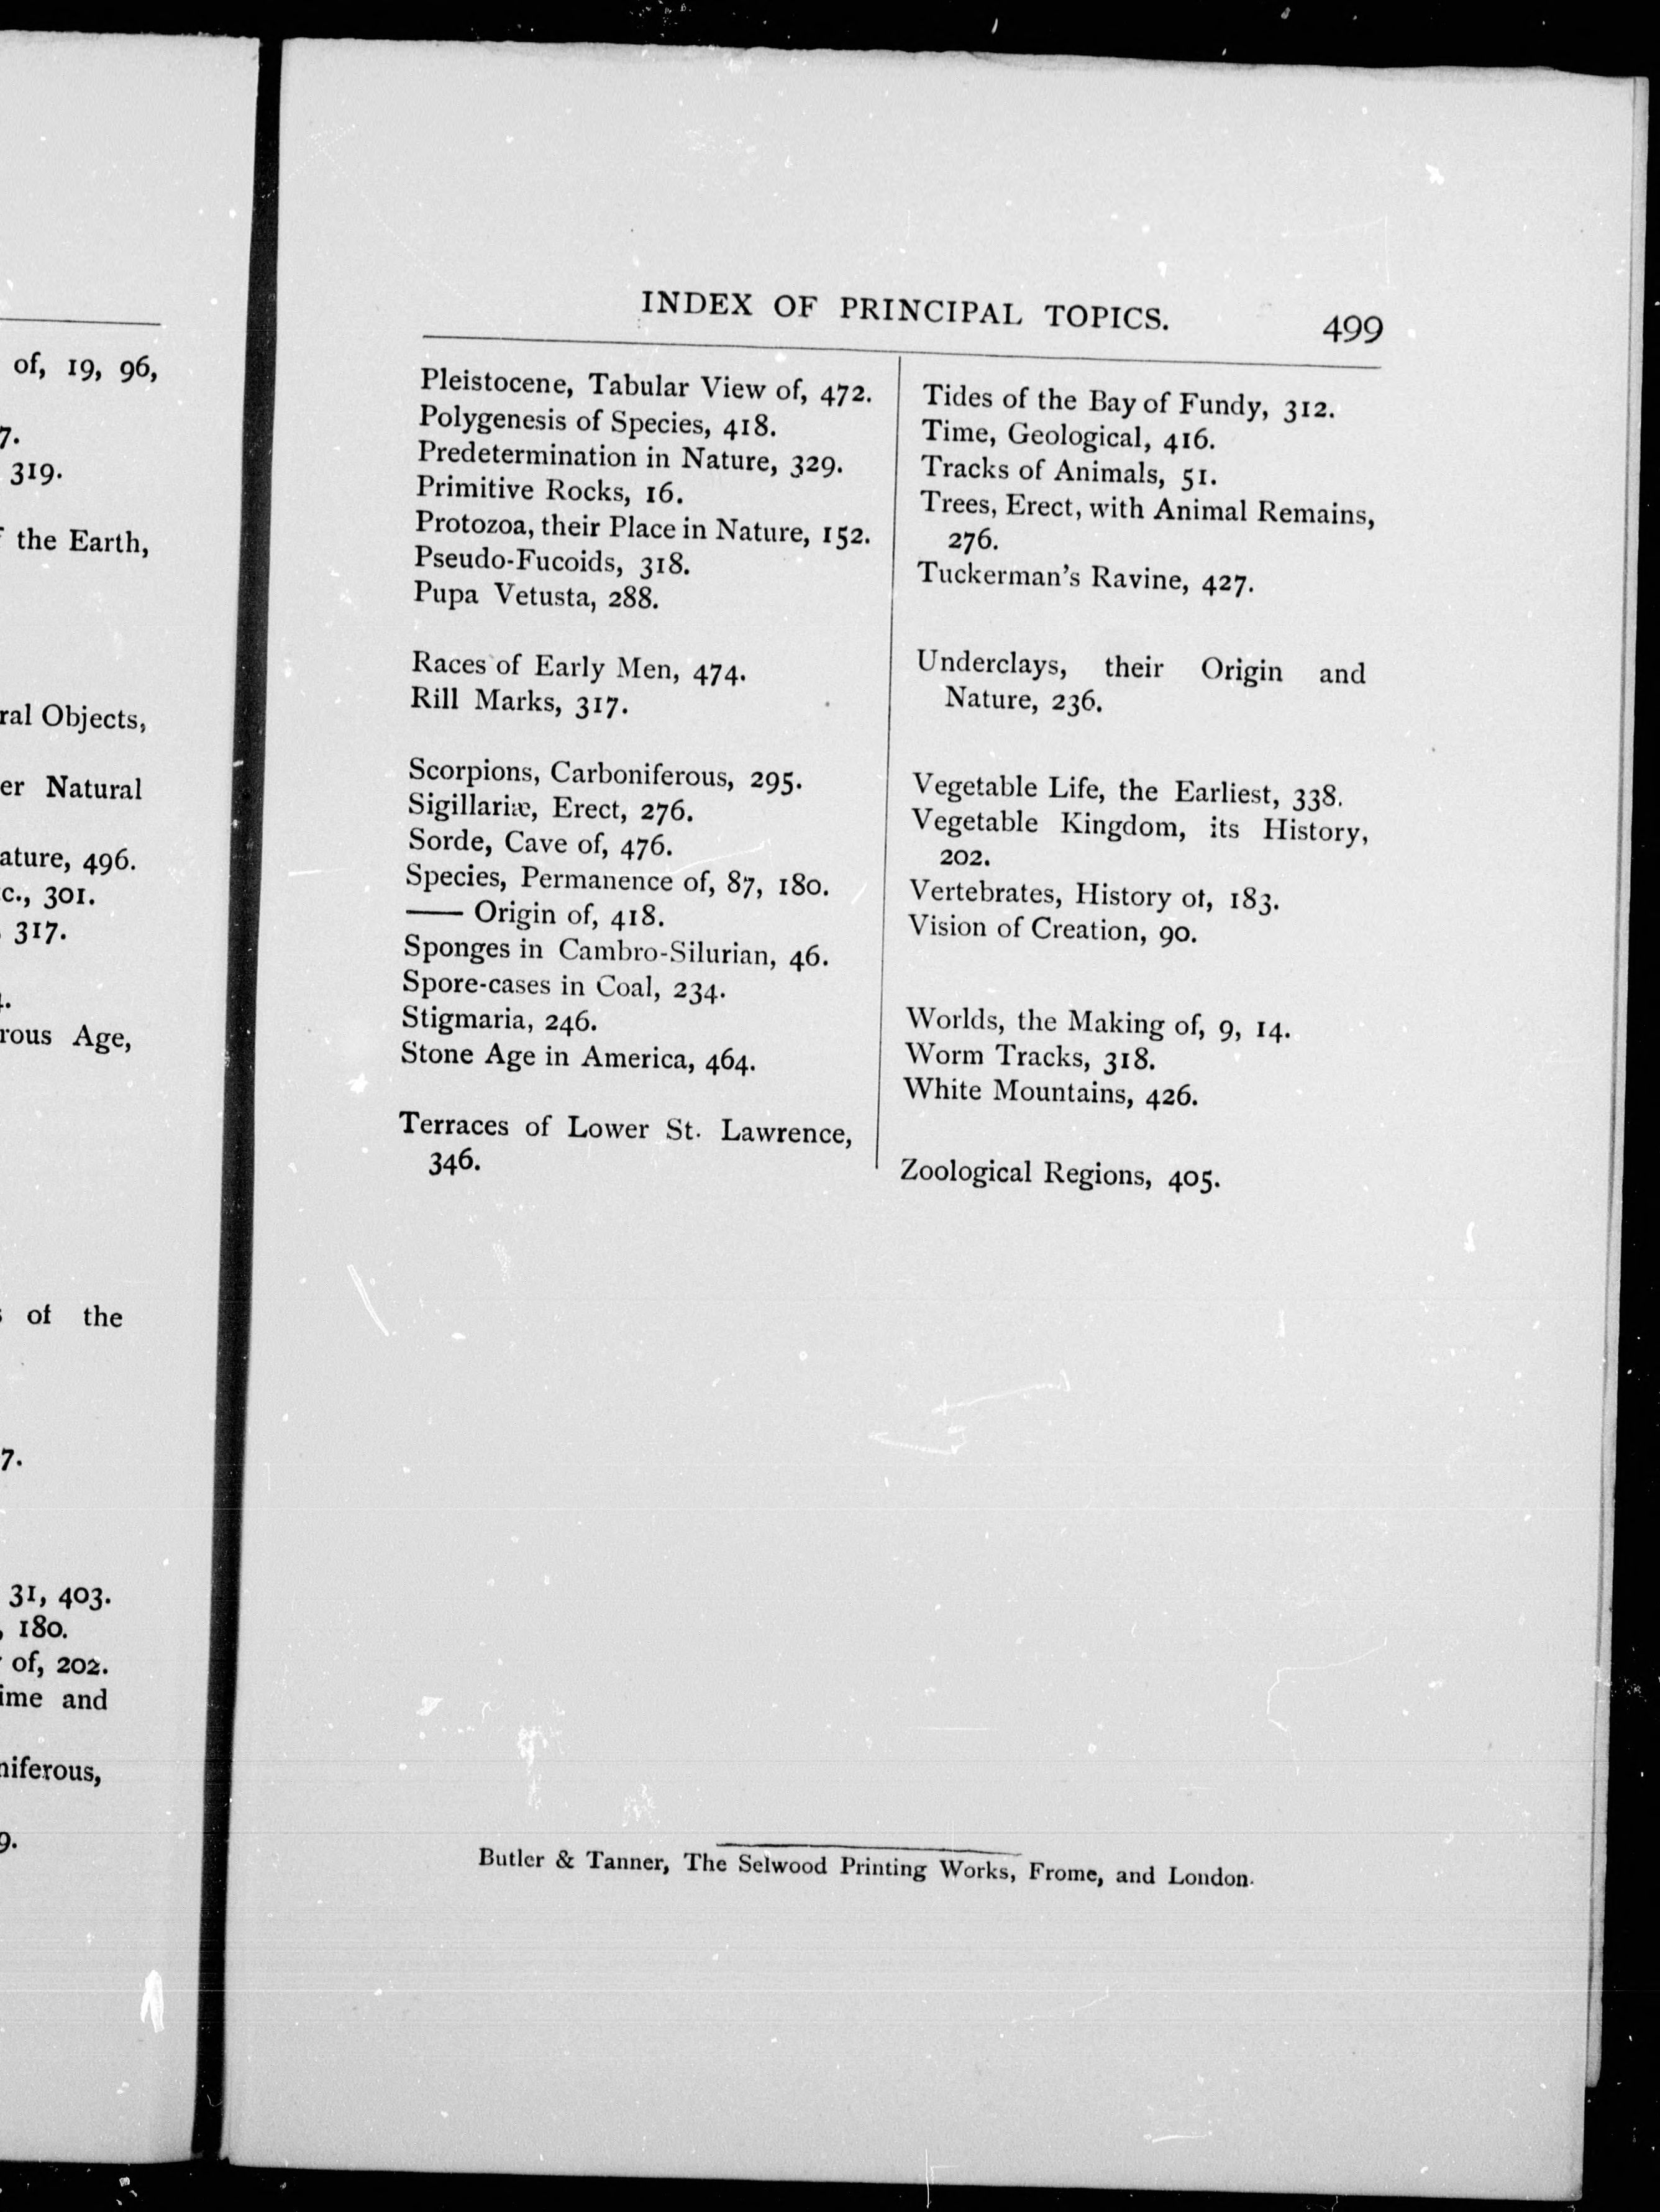 of, 19, 96,
7.
319.
the Earth,
ral Objects,
er Natural
ature, 496.
c., 301.
317.
rous Age,
of the
7.
31, 403.
, 180.
of, 202.
ime and
niferous,
9.
INDEX OF PRINCIPAL TOPICS. 499
Pleistocene, Tabular View of, 472.
Polygenesis of Species, 418.
Predetermination in Nature, 329.
Primitive Rocks, 16.
Protozoa, their Place in Nature, 152.
Pseudo-Fucoids, 318.
Pupa Vetusta, 288.
Races of Early Men, 474.
Rill Marks, 317.
Scorpions, Carboniferous, 295.
Sigillariæ, Erect, 276.
Sorde, Cave of, 476.
Species, Permanence of, 87, 180.
—— Origin of, 418.
Sponges in Cambro-Silurian, 46.
Spore-cases in Coal, 234.
Stigmaria, 246.
Stone Age in America, 464.
Terraces of Lower St. Lawrence,
346.
Tides of the Bay of Fundy, 312.
Time, Geological, 416.
Tracks of Animals, 51.
Trees, Erect, with Animal Remains,
276.
Tuckerman's Ravine, 427.
Underclays, their Origin and
Nature, 236.
Vegetable Life, the Earliest, 338.
Vegetable Kingdom, its History,
202.
Vertebrates, History of, 183.
Vision of Creation, 90.
Worlds, the Making of, 9, 14.
Worm Tracks, 318.
White Mountains, 426.
Zoological Regions, 405.
Butler & Tanner, The Selwood Printing Works, Frome, and London.